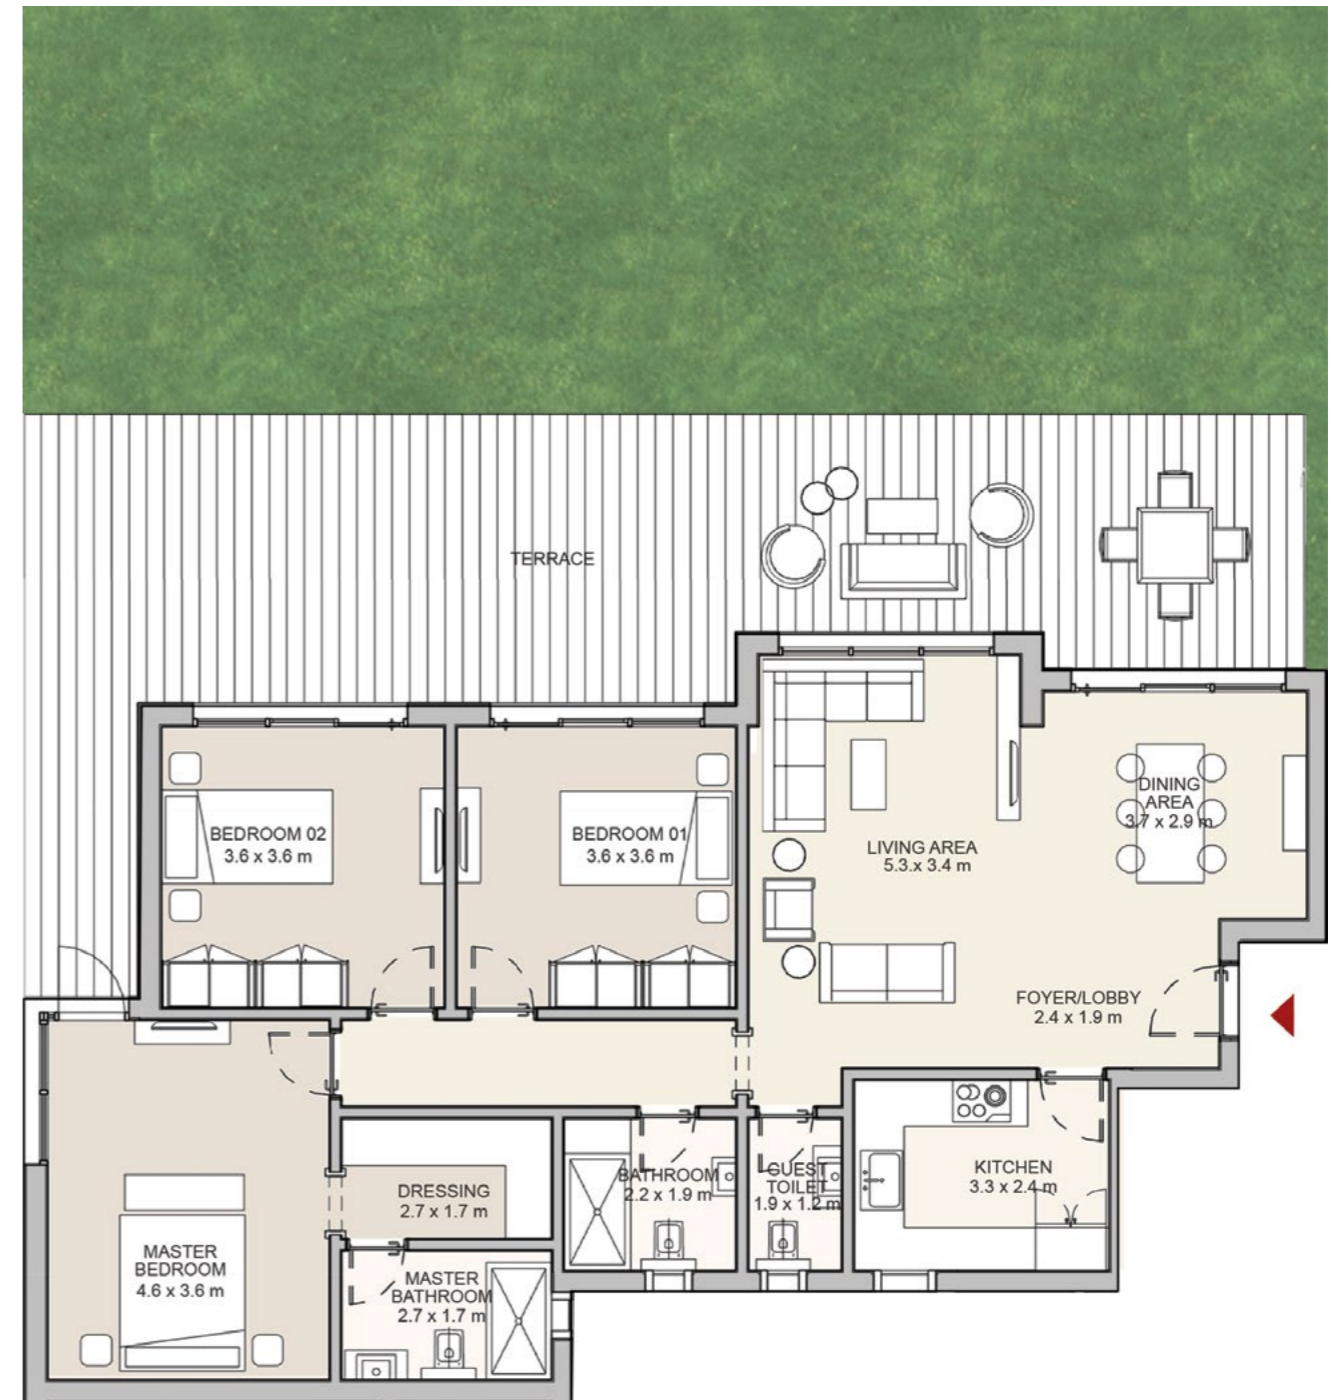 TERRACE
BEDROOM 02
3.6 x 3.6 m
BEDROOM 01
3.6 x 3.6 m
LIVING AREA
5.3.x 3.4 m
DINING
AREA
3.7 x 2.9 m
FOYER/LOBBY
2.4 x 1.9 m
MASTER
BEDROOM
4.6 x 3.6 m
DRESSING
2.7 x 1.7 m
MASTER
BATHROOM
2.7 x 1.7 m
BATHROOM
2.2 x 1.9 m
GUEST
TOILET
1.9 x 1.2 m
KITCHEN
3.3 x 2.4 m